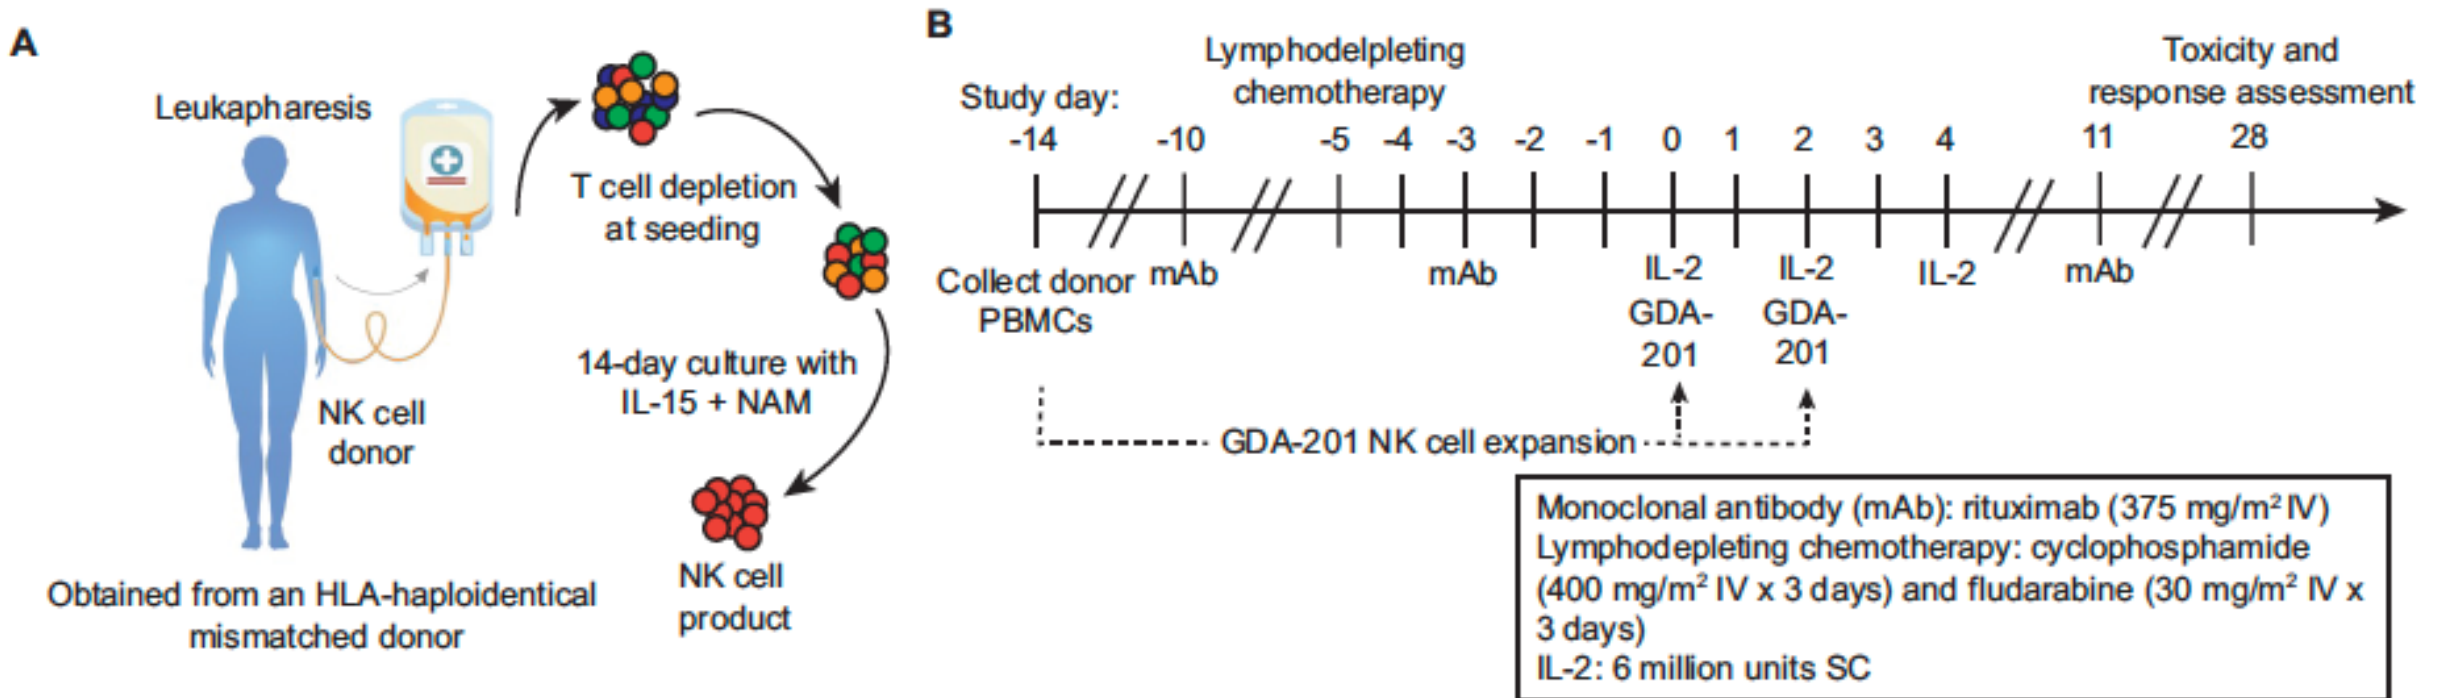 A
Leukapharesis
T cell depletion
at seeding
14-day culture with
IL-15 + NAM
NK cell
donor
NK cell
product
Obtained from an HLA-haploidentical
mismatched donor
B
Lymphodelpleting
chemotherapy
Toxicity and
response assessment
Study day:
-14 -10 -5 -4 -3 -2 -1 0 1 2 3 4 11 28
Collect donor
PBMCs
mAb
mAb
IL-2
GDA-
201
IL-2
GDA-
201
IL-2
mAb
GDA-201 NK cell expansion
Monoclonal antibody (mAb): rituximab (375 mg/m² IV)
Lymphodepleting chemotherapy: cyclophosphamide
(400 mg/m² IV x 3 days) and fludarabine (30 mg/m² IV x
3 days)
IL-2: 6 million units SC